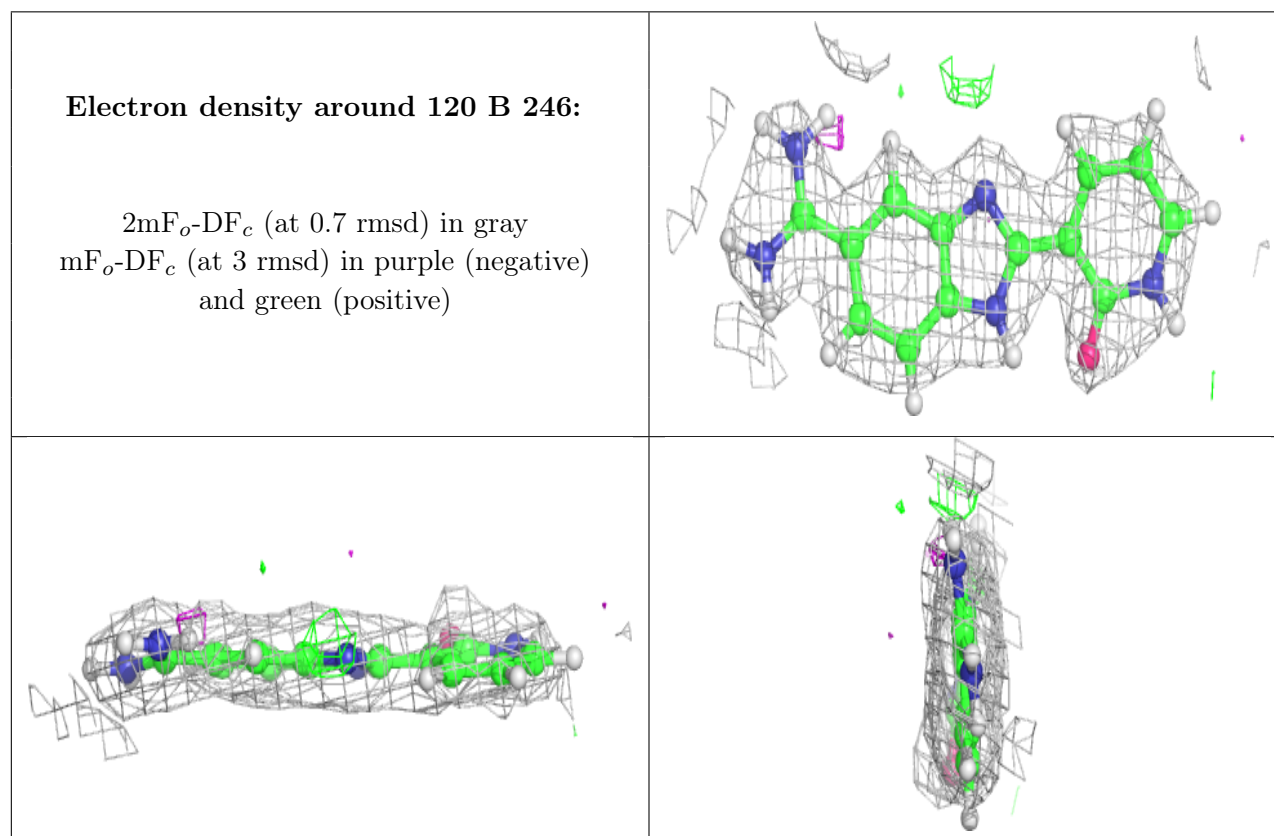 Electron density around 120 B 246:
2mFo-DFc (at 0.7 rmsd) in gray
mFo-DFc (at 3 rmsd) in purple (negative)
and green (positive)